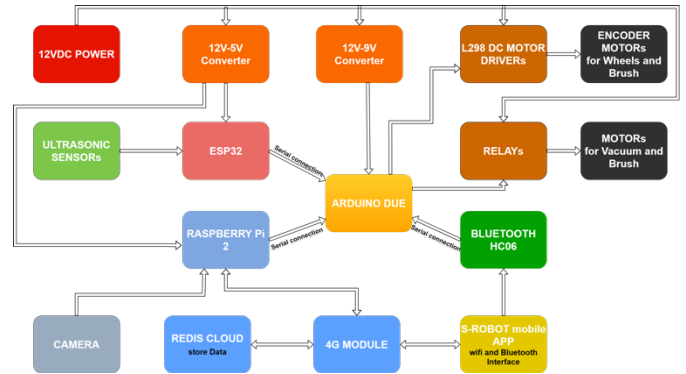 12VDC POWER
12V-5V
Converter
12V-9V
Converter
L298 DC MOTOR
DRIVERs
ENCODER
MOTORs
for Wheels and
Brush
ULTRASONIC
SENSORs
ESP32
Serial connection
RELAYs
MOTORs
for Vacuum and
Brush
ARDUINO DUE
RASPBERRY Pi
2
Serial connection
Serial connection
BLUETOOTH
HC06
CAMERA
REDIS CLOUD
store Data
4G MODULE
S-ROBOT mobile
APP
wifi and Bluetooth
Interface